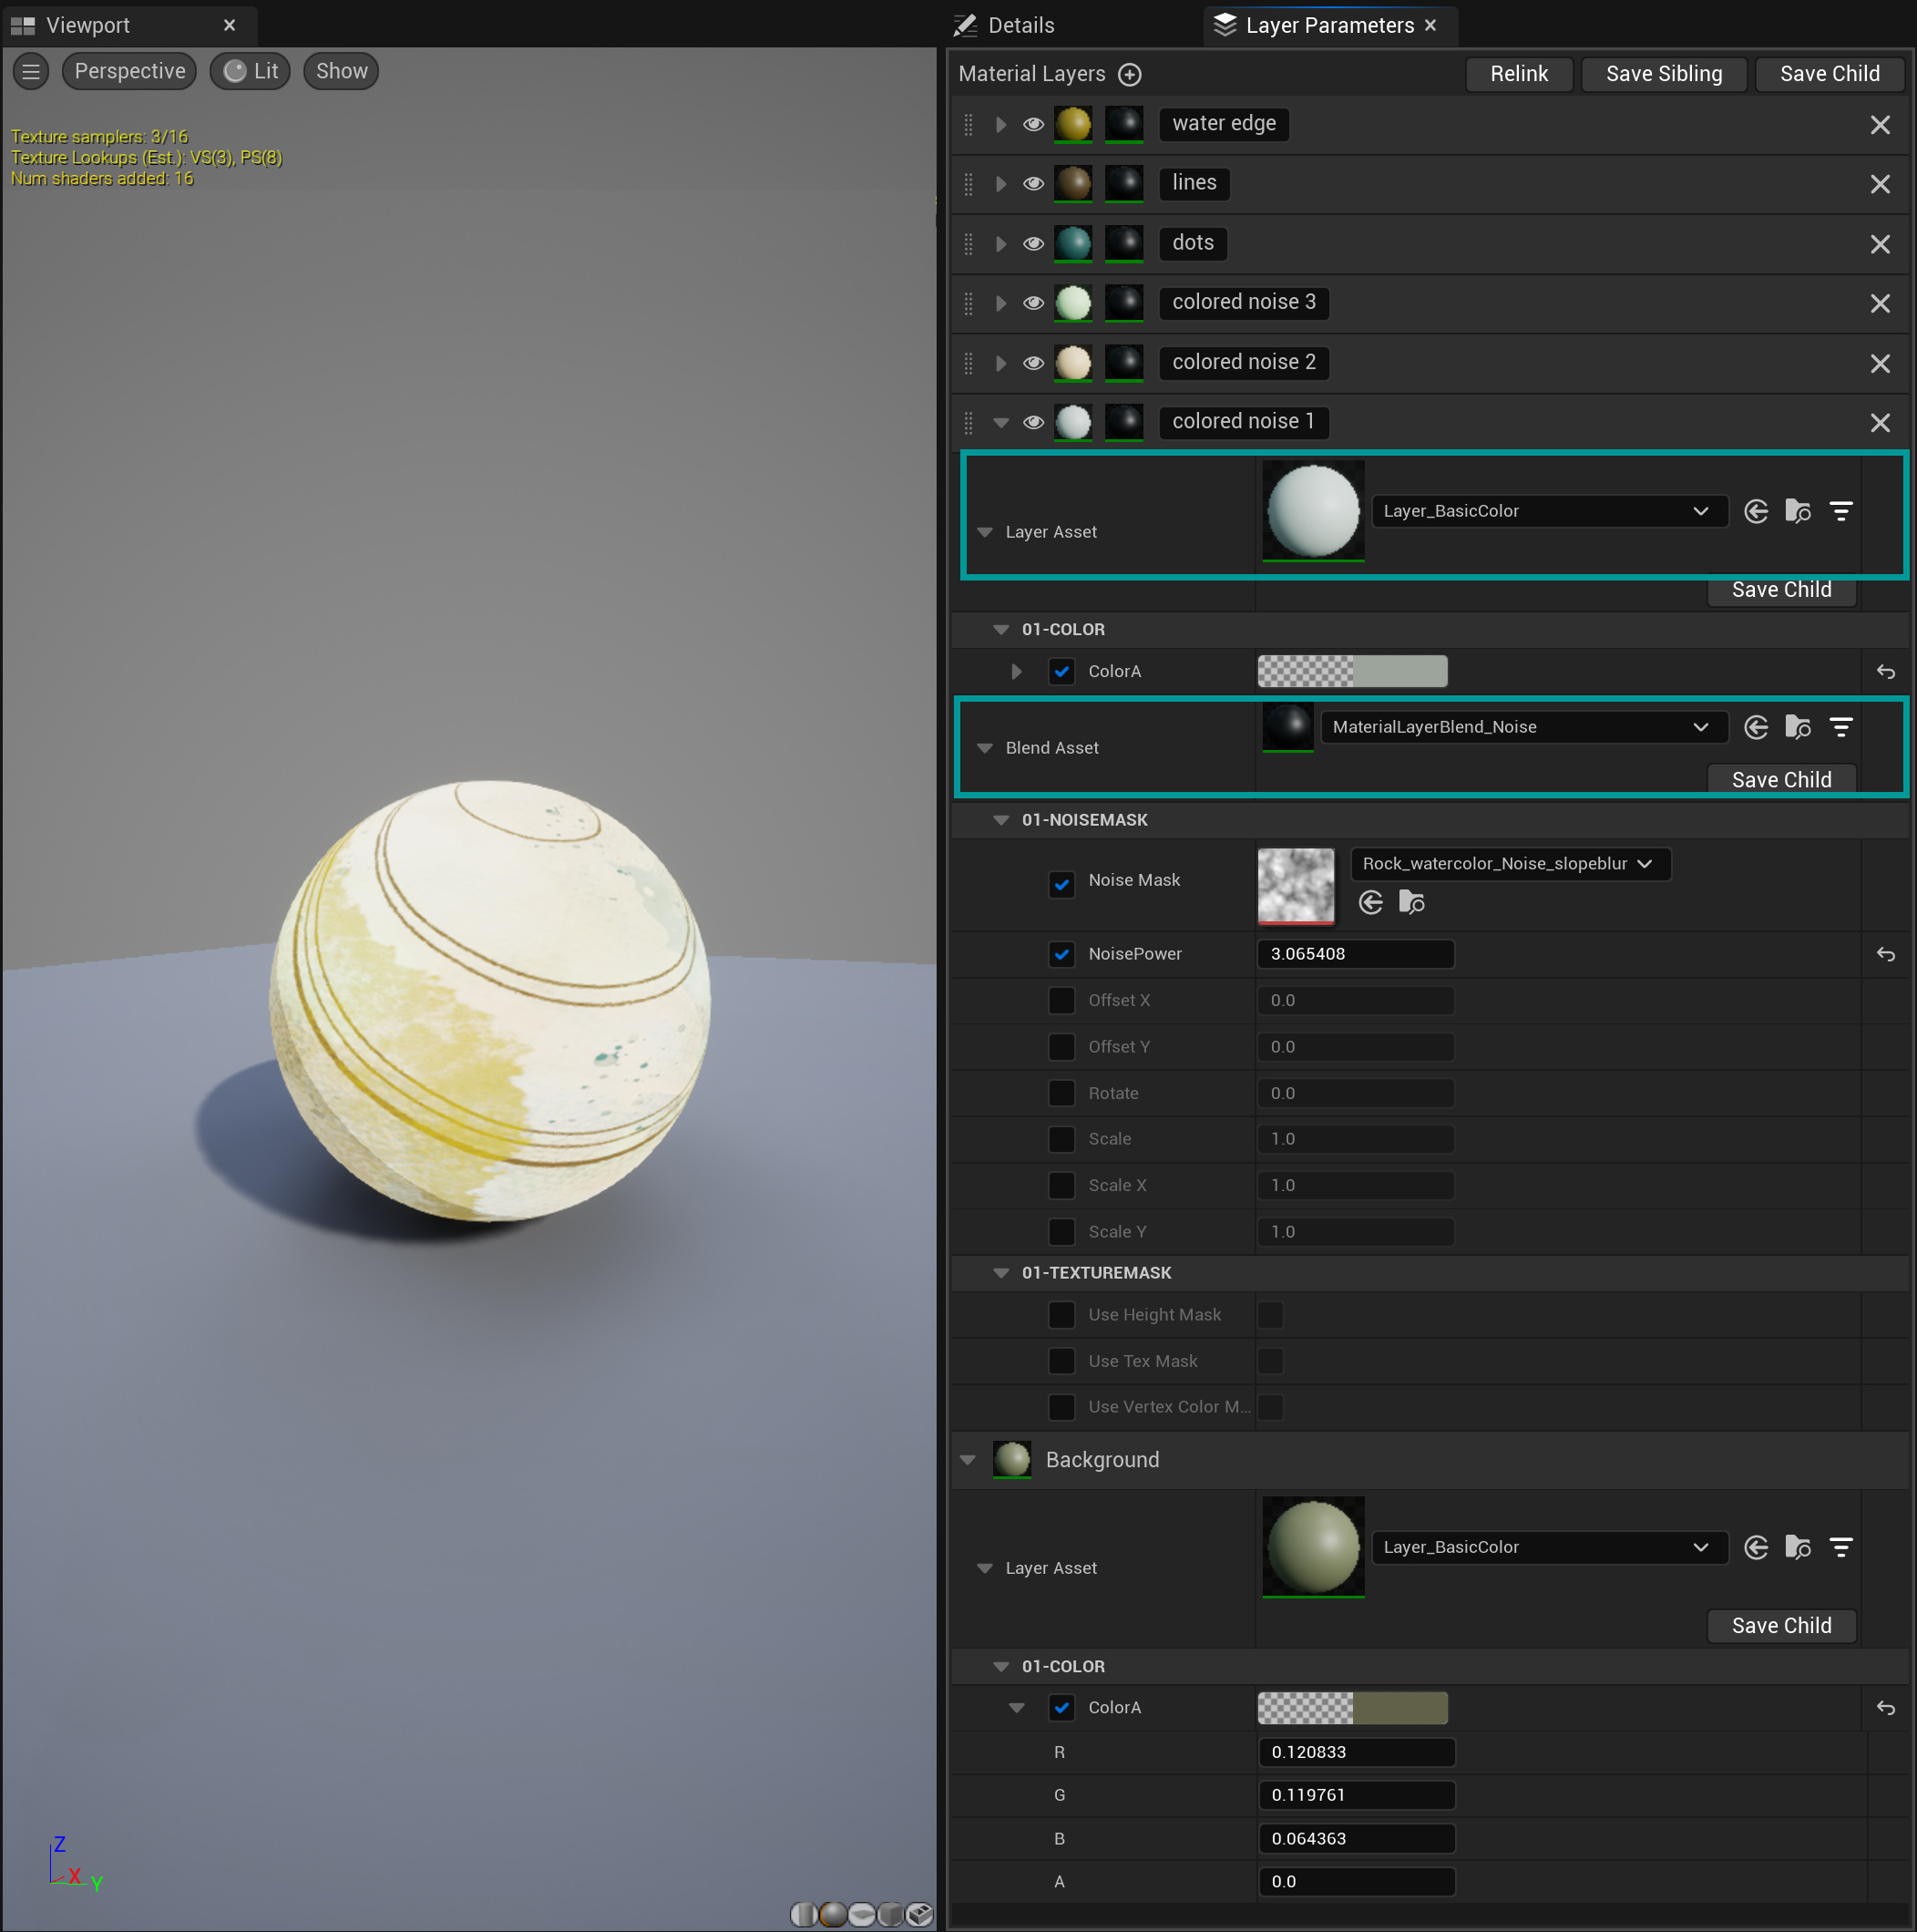 Viewport
Perspective
Lit
Show
Texture samplers: 3/16
Texture Lookups (Est.): VS(3), PS(8)
Num shaders added: 16
Z
X
Y
Details
Layer Parameters
Material Layers
Relink
Save Sibling
Save Child
water edge
lines
dots
colored noise 3
colored noise 2
colored noise 1
Layer Asset
Layer_BasicColor
Save Child
01-COLOR
ColorA
Blend Asset
MaterialLayerBlend_Noise
Save Child
01-NOISEMASK
Noise Mask
Rock_watercolor_Noise_slopeblur
NoisePower 3.065408
Offset X 0.0
Offset Y 0.0
Rotate 0.0
Scale 1.0
Scale X 1.0
Scale Y 1.0
01-TEXTUREMASK
Use Height Mask
Use Tex Mask
Use Vertex Color M...
Background
Layer Asset
Layer_BasicColor
Save Child
01-COLOR
ColorA
R 0.120833
G 0.119761
B 0.064363
A 0.0